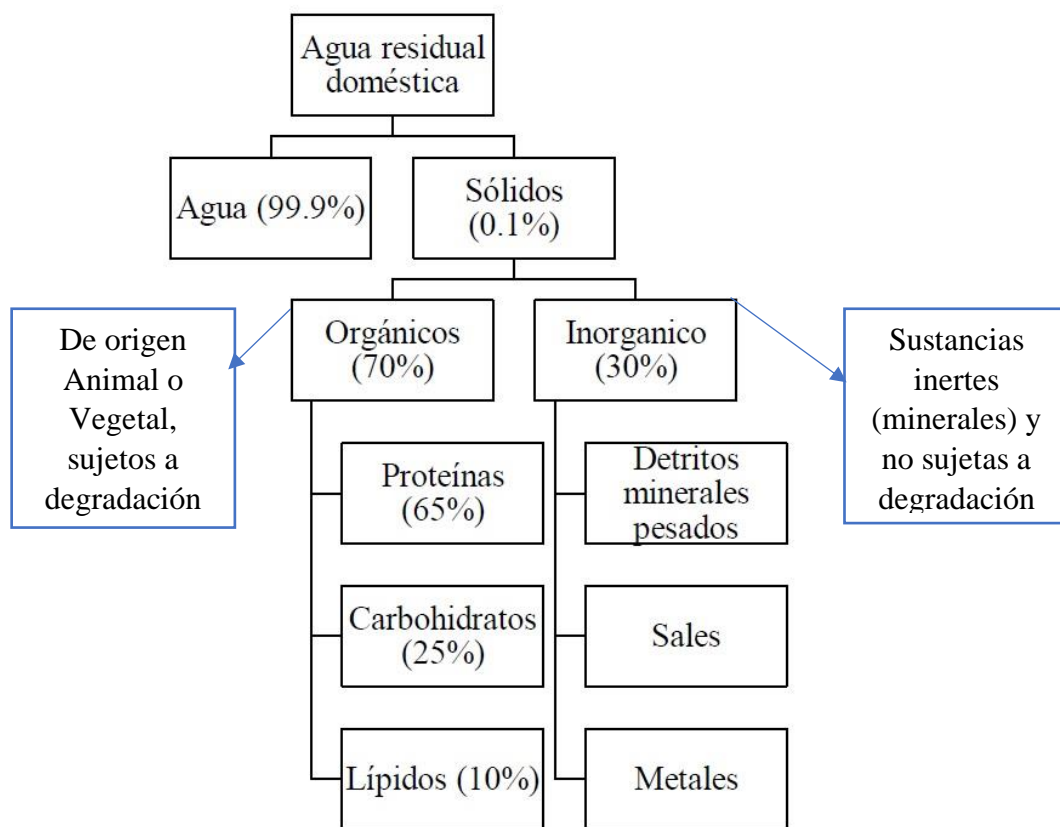 Agua residual
doméstica
Agua (99.9%)
Sólidos
(0.1%)
De origen
Animal o
Vegetal,
sujetos a
degradación
Orgánicos
(70%)
Inorganico
(30%)
Sustancias
inertes
(minerales) y
no sujetas a
degradación
Proteínas
(65%)
Detritos
minerales
pesados
Carbohidratos
(25%)
Sales
Lípidos (10%)
Metales